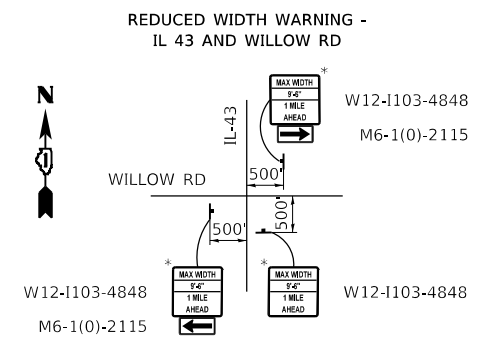 REDUCED WIDTH WARNING -
IL 43 AND WILLOW RD
*
MAX WIDTH
9'-6"
1 MILE
AHEAD
W12-I103-4848
M6-1(0)-2115
N
IL-43
WILLOW RD
500'
500'
500'
*
MAX WIDTH
9'-6"
1 MILE
AHEAD
W12-I103-4848
M6-1(0)-2115
*
MAX WIDTH
9'-6"
1 MILE
AHEAD
W12-I103-4848